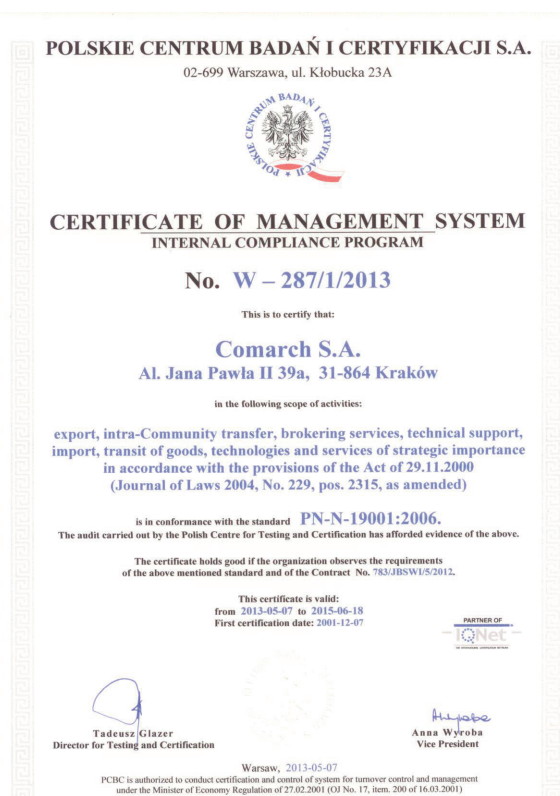 POLSKIE CENTRUM BADAŃ I CERTYFIKACJI S.A.
02-699 Warszawa, ul. Kłobucka 23A
POLSKIE CENTRUM BADAŃ I CERTYFIKACJI
CERTIFICATE OF MANAGEMENT SYSTEM
INTERNAL COMPLIANCE PROGRAM
No. W – 287/1/2013
This is to certify that:
Comarch S.A.
Al. Jana Pawła II 39a, 31-864 Kraków
in the following scope of activities:
export, intra-Community transfer, brokering services, technical support,
import, transit of goods, technologies and services of strategic importance
in accordance with the provisions of the Act of 29.11.2000
(Journal of Laws 2004, No. 229, pos. 2315, as amended)
is in conformance with the standard PN-N-19001:2006.
The audit carried out by the Polish Centre for Testing and Certification has afforded evidence of the above.
The certificate holds good if the organization observes the requirements
of the above mentioned standard and of the Contract No. 783/JBSWI/5/2012.
This certificate is valid:
from 2013-05-07 to 2015-06-18
First certification date: 2001-12-07
PARTNER OF
IQNet
Tadeusz Glazer
Director for Testing and Certification
Anna Wyroba
Vice President
Warsaw, 2013-05-07
PCBC is authorized to conduct certification and control of system for turnover control and management
under the Minister of Economy Regulation of 27.02.2001 (OJ No. 17, item. 200 of 16.03.2001)